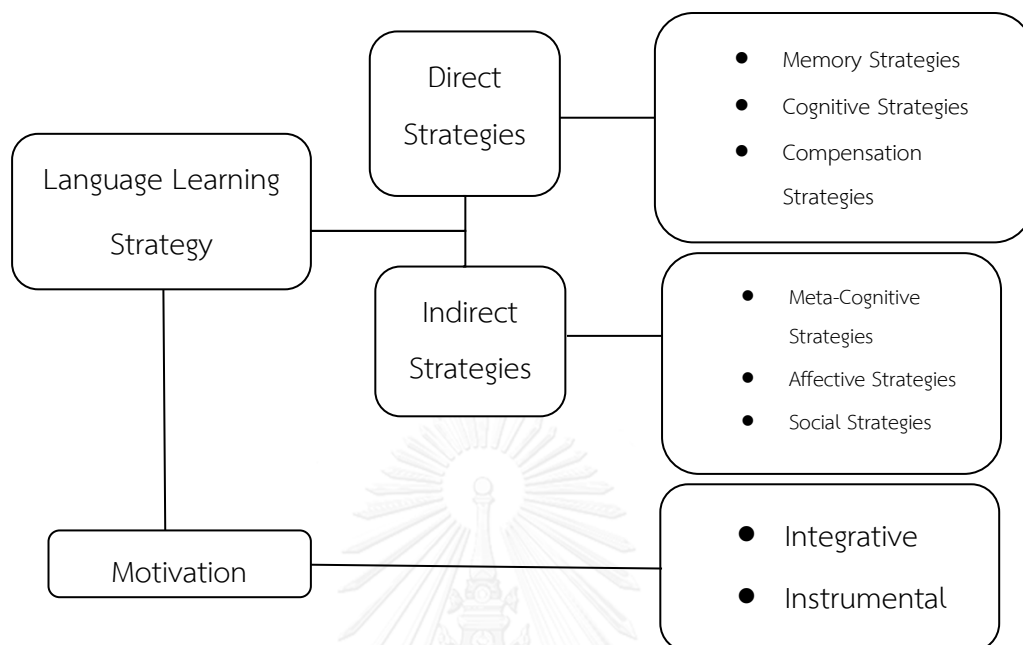 Language Learning
Strategy
Direct
Strategies
● Memory Strategies
● Cognitive Strategies
● Compensation
Strategies
Indirect
Strategies
● Meta-Cognitive
Strategies
● Affective Strategies
● Social Strategies
Motivation
● Integrative
● Instrumental